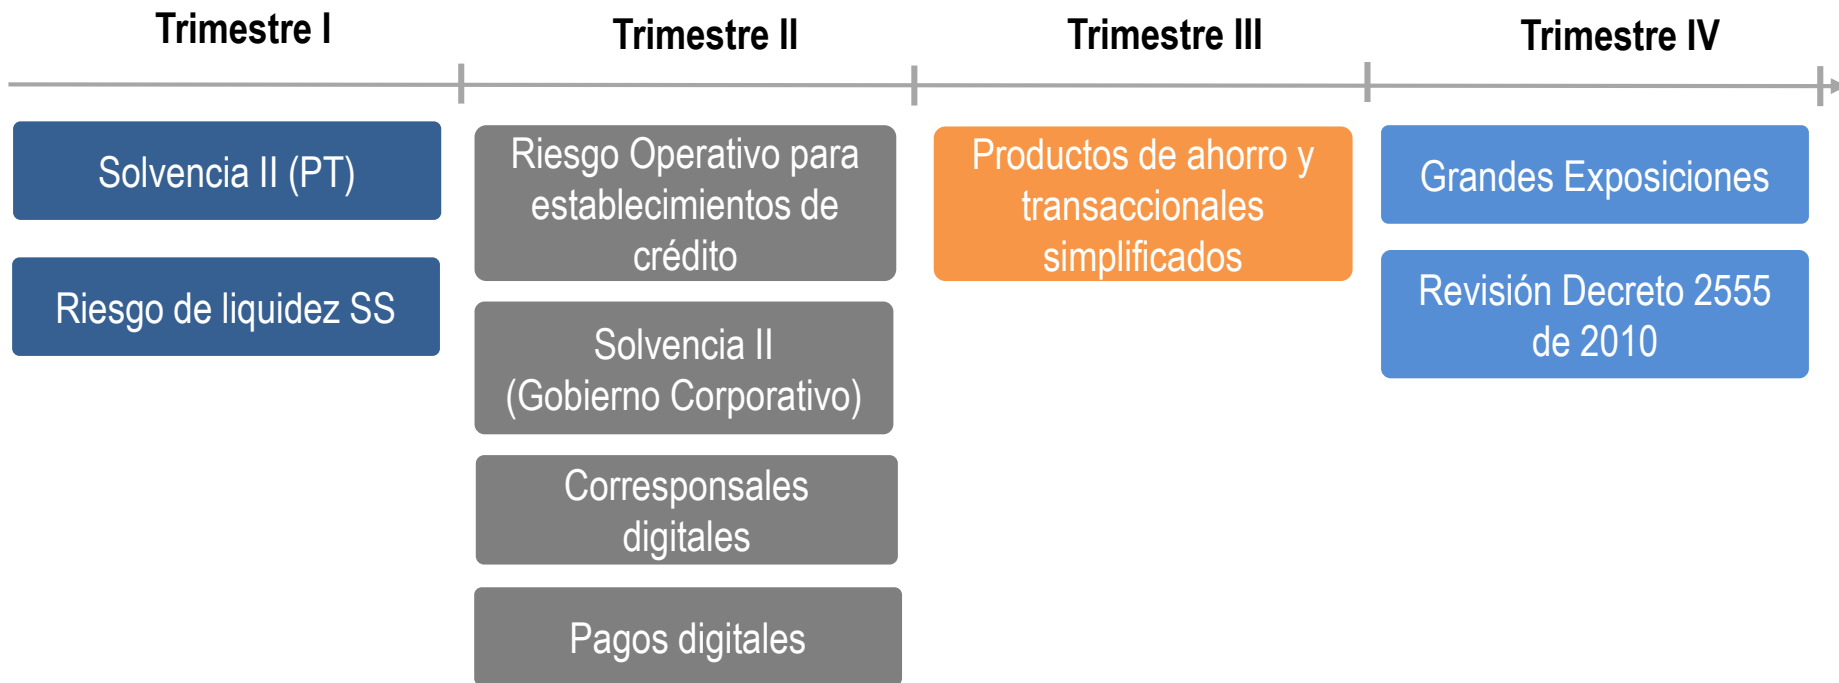 Trimestre I
Trimestre II
Trimestre III
Trimestre IV
Solvencia II (PT)
Riesgo de liquidez SS
Riesgo Operativo para
establecimientos de
crédito
Solvencia II
(Gobierno Corporativo)
Corresponsales
digitales
Pagos digitales
Productos de ahorro y
transaccionales
simplificados
Grandes Exposiciones
Revisión Decreto 2555
de 2010